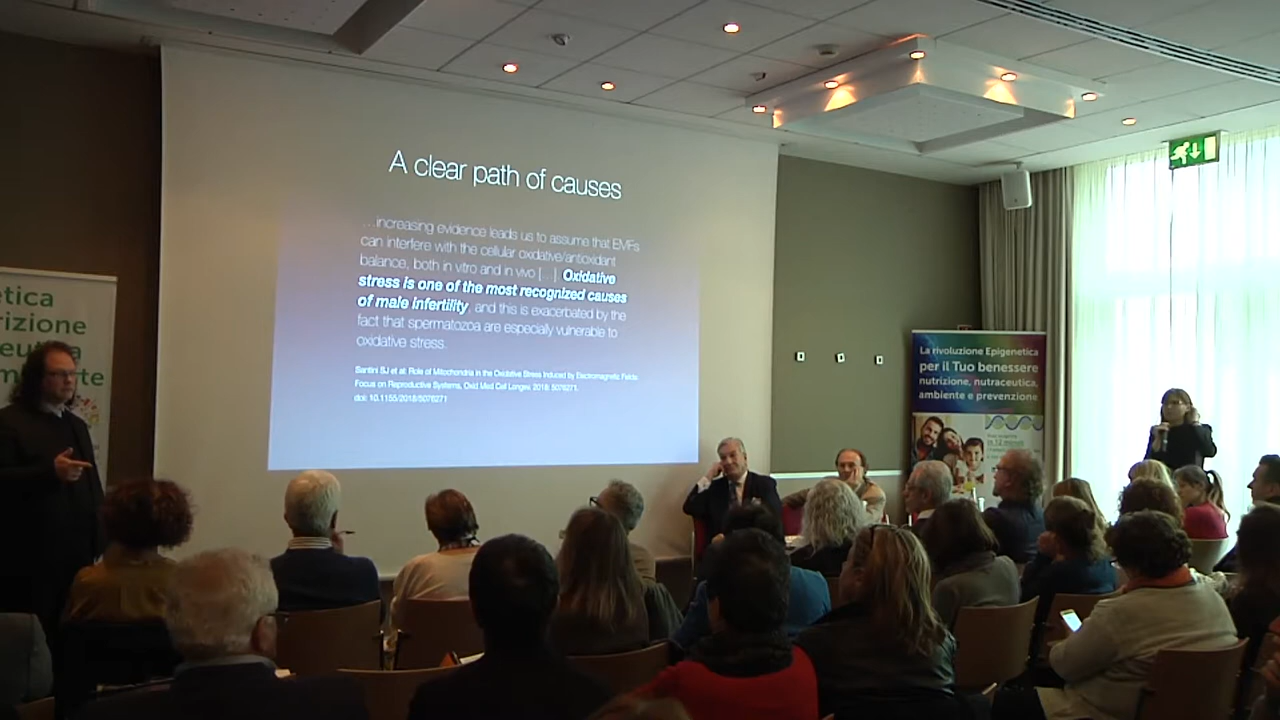 A clear path of causes
...increasing evidence leads us to assume that EMFs
can interfere with the cellular oxidative/antioxidant
balance, both in vitro and in vivo [...] Oxidative
stress is one of the most recognized causes
of male infertility, and this is exacerbated by the
fact that spermatozoa are especially vulnerable to
oxidative stress.
Santini SJ et al: Role of Mitochondria in the Oxidative Stress Induced by Electromagnetic Fields:
Focus on Reproductive Systems, Oxid Med Cell Longev. 2018; 5076271.
doi: 10.1155/2018/5076271
etica
rizione
La rivoluzione Epigenetica
per il Tuo benessere
nutrizione, nutraceutica,
ambiente e prevenzione